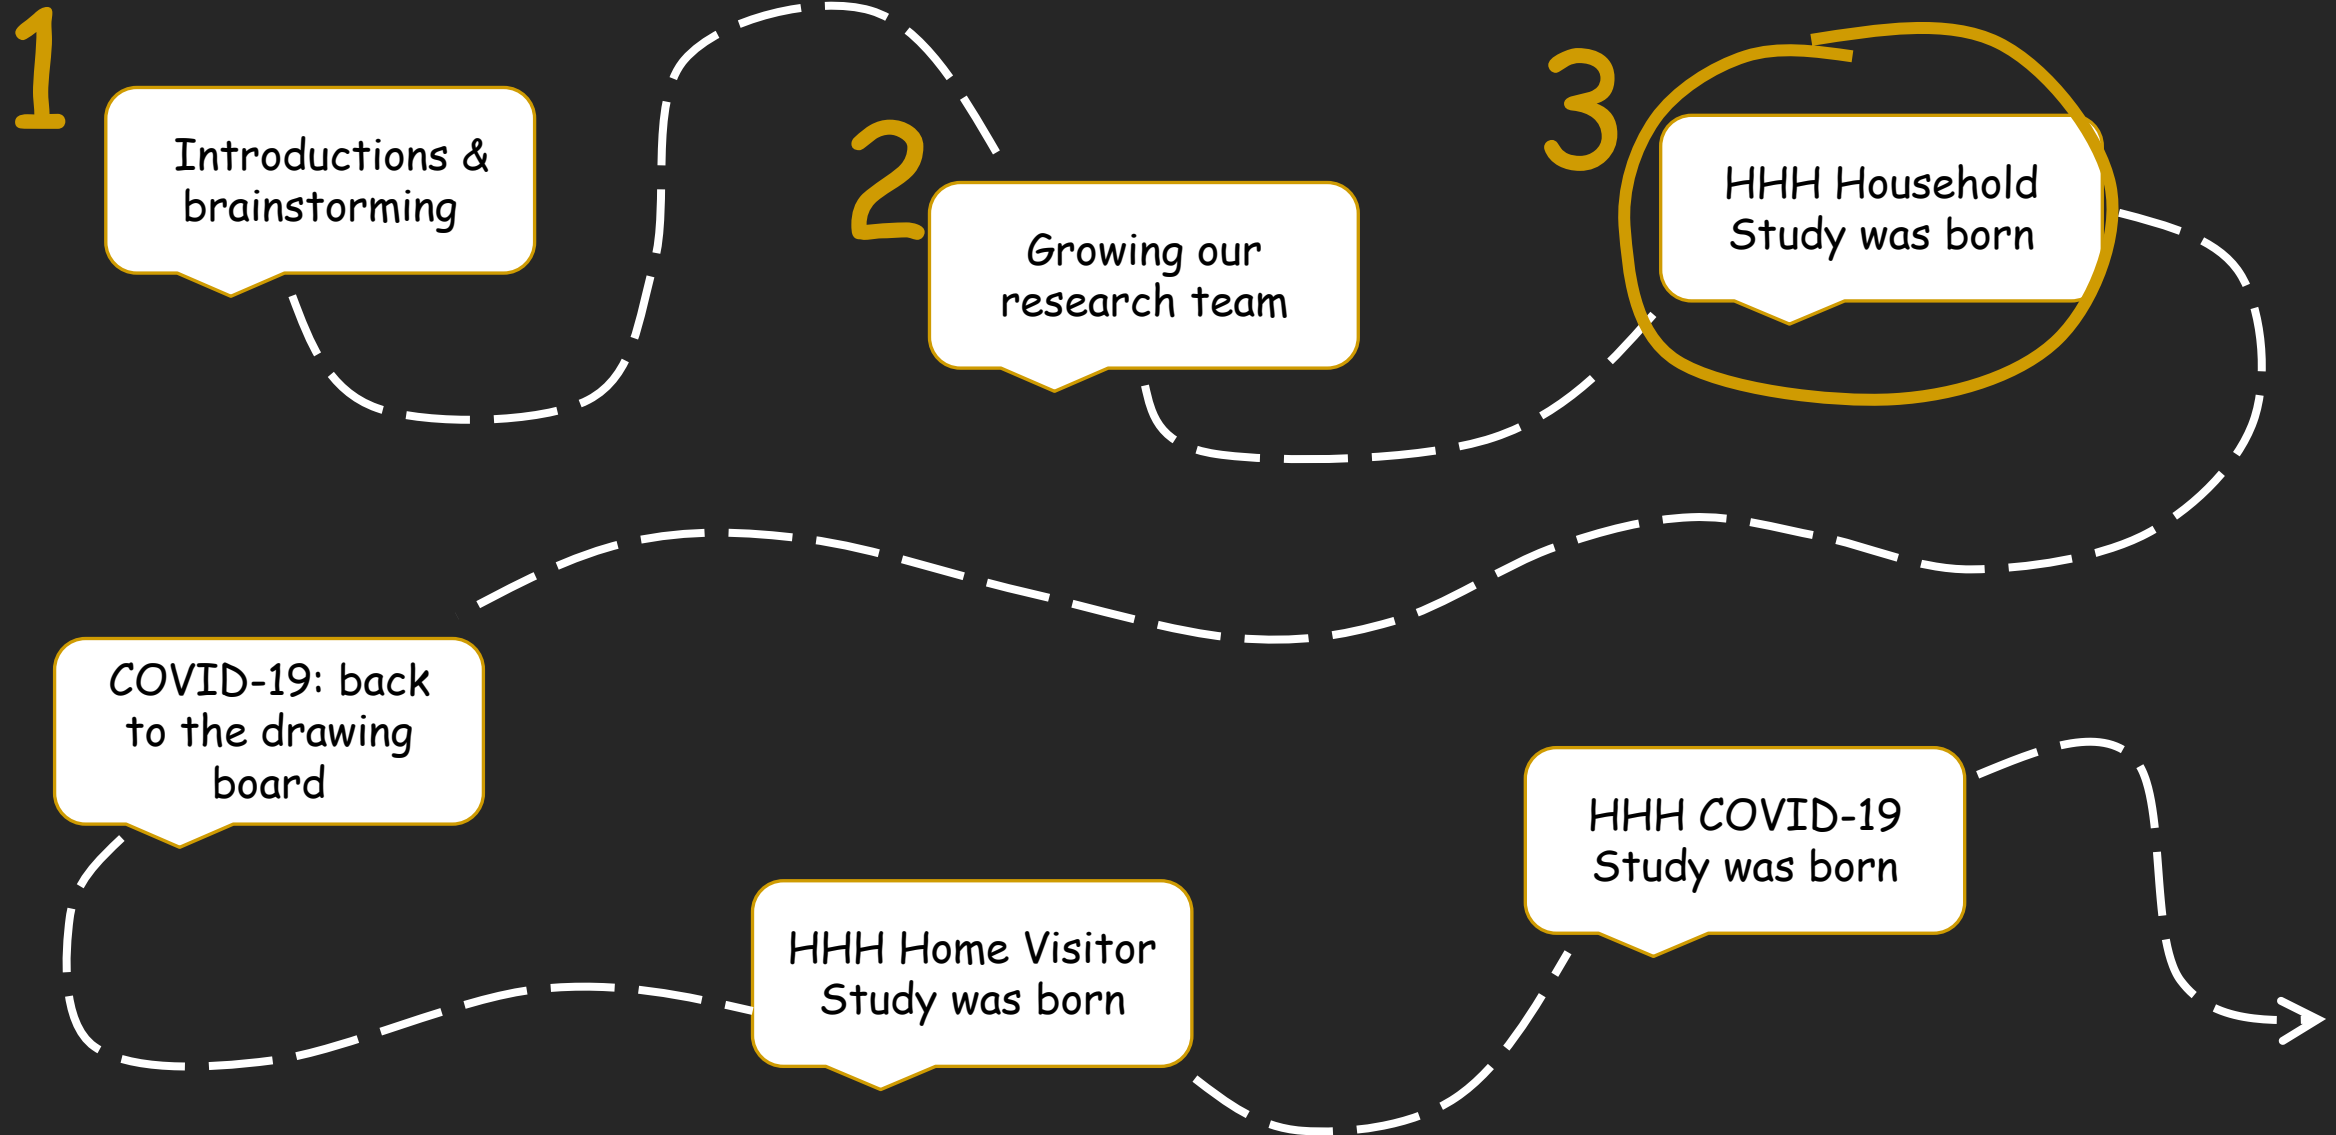 1
Introductions &
brainstorming
2
Growing our
research team
3
HHH Household
Study was born
COVID-19: back
to the drawing
board
HHH Home Visitor
Study was born
HHH COVID-19
Study was born